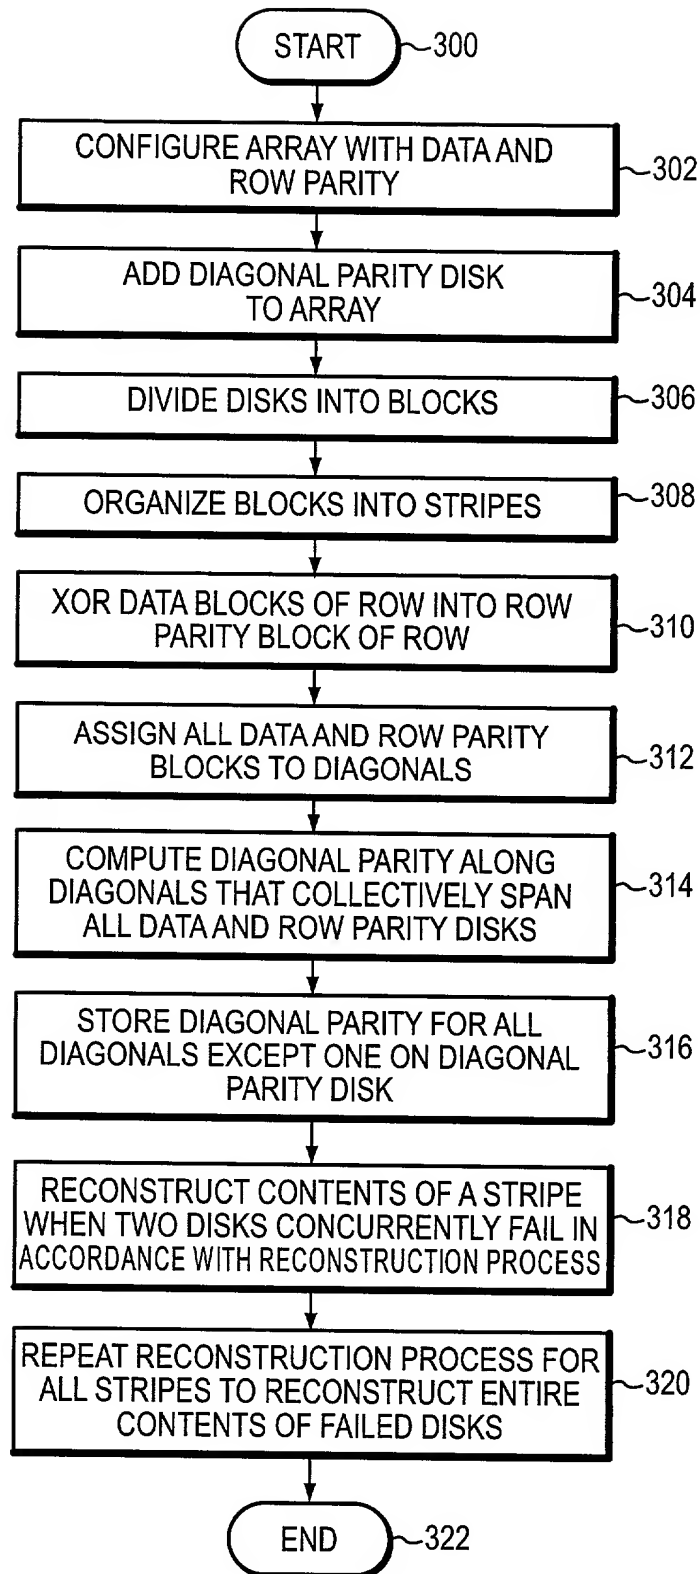 START
300
CONFIGURE ARRAY WITH DATA AND
ROW PARITY
302
ADD DIAGONAL PARITY DISK
TO ARRAY
304
DIVIDE DISKS INTO BLOCKS
306
ORGANIZE BLOCKS INTO STRIPES
308
XOR DATA BLOCKS OF ROW INTO ROW
PARITY BLOCK OF ROW
310
ASSIGN ALL DATA AND ROW PARITY
BLOCKS TO DIAGONALS
312
COMPUTE DIAGONAL PARITY ALONG
DIAGONALS THAT COLLECTIVELY SPAN
ALL DATA AND ROW PARITY DISKS
314
STORE DIAGONAL PARITY FOR ALL
DIAGONALS EXCEPT ONE ON DIAGONAL
PARITY DISK
316
RECONSTRUCT CONTENTS OF A STRIPE
WHEN TWO DISKS CONCURRENTLY FAIL IN
ACCORDANCE WITH RECONSTRUCTION PROCESS
318
REPEAT RECONSTRUCTION PROCESS FOR
ALL STRIPES TO RECONSTRUCT ENTIRE
CONTENTS OF FAILED DISKS
320
END
322